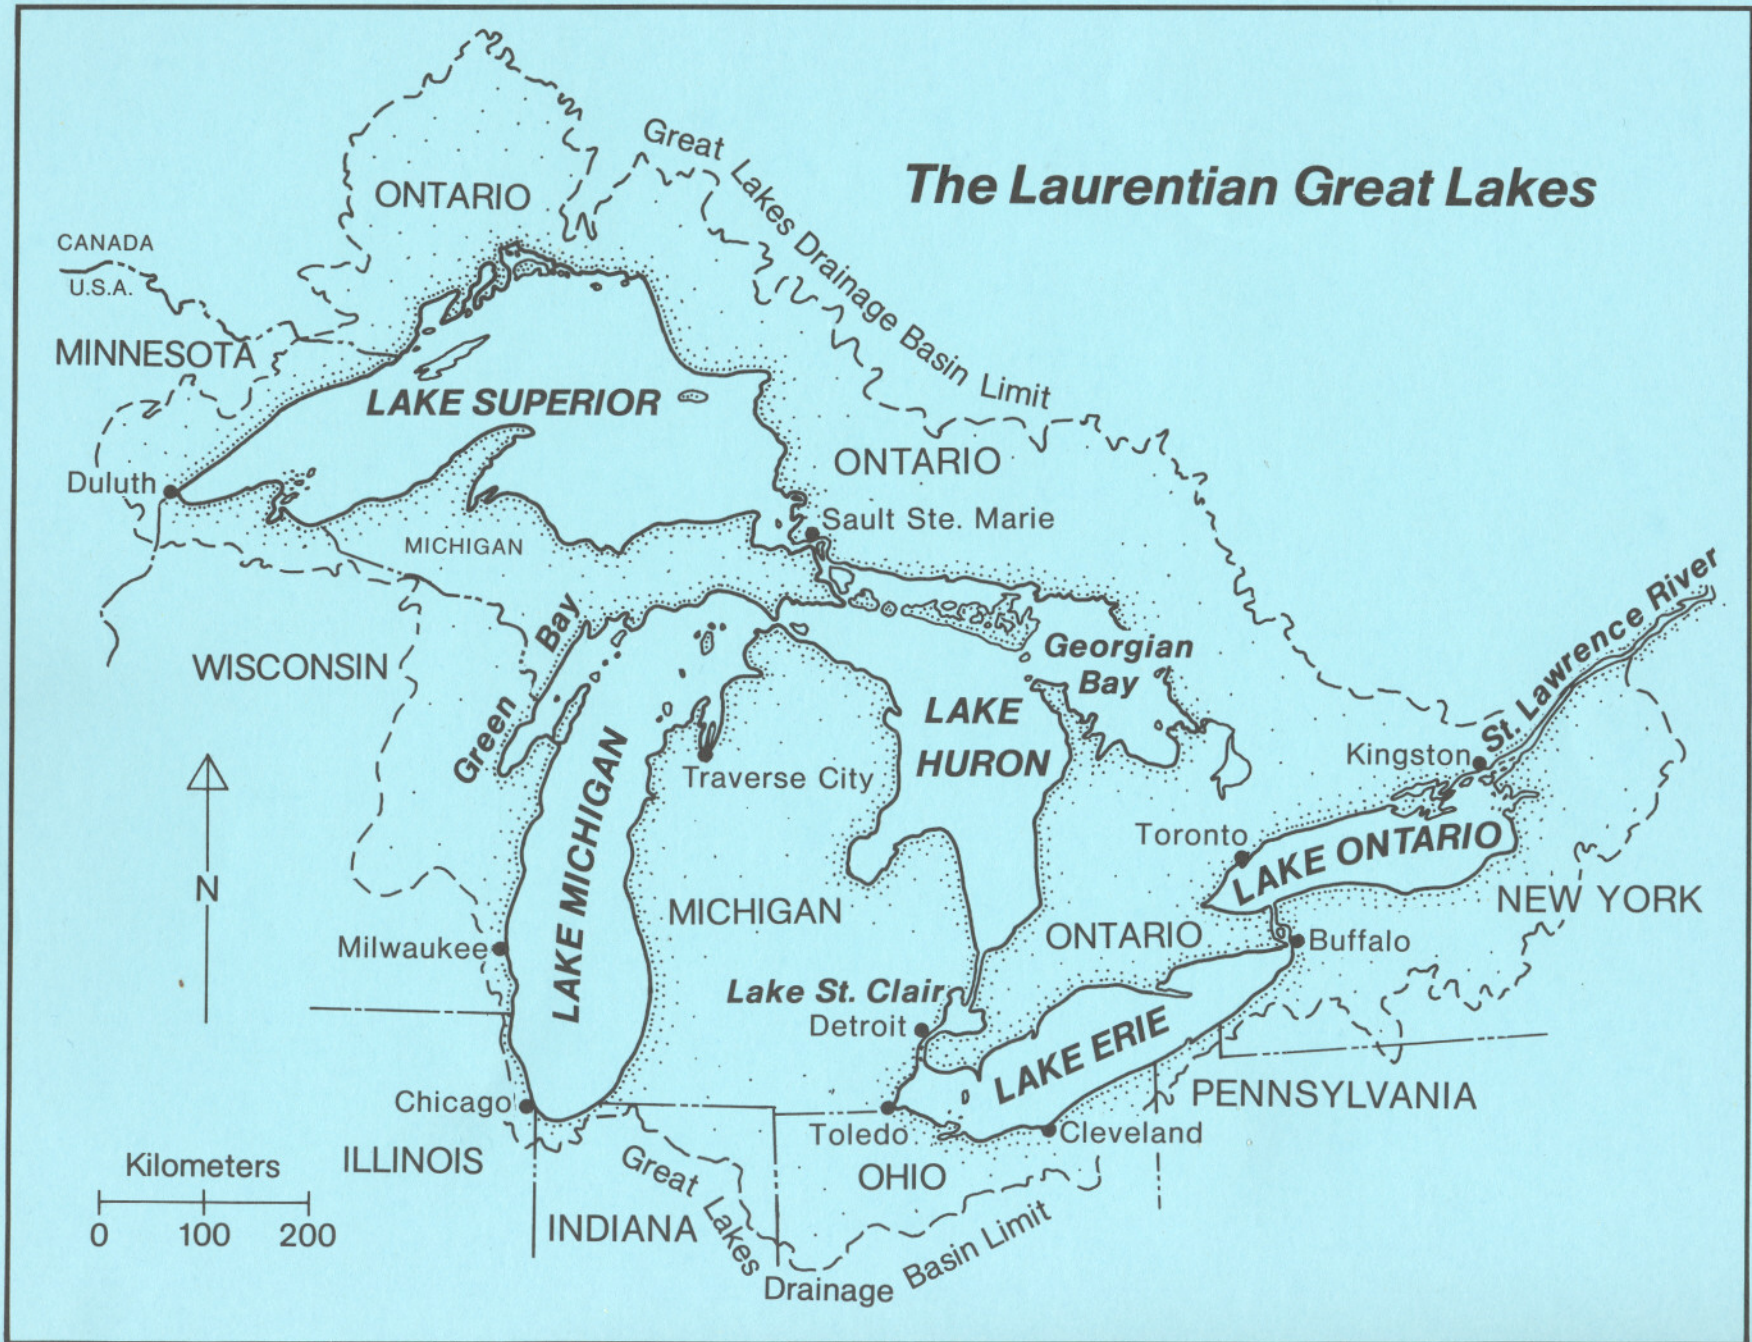 The Laurentian Great Lakes
Great Lakes Drainage Basin Limit
ONTARIO
CANADA
U.S.A.
MINNESOTA
LAKE SUPERIOR
ONTARIO
Duluth
Sault Ste. Marie
MICHIGAN
Green Bay
WISCONSIN
Georgian
Bay
St. Lawrence River
LAKE
HURON
Kingston
Traverse City
LAKE MICHIGAN
Toronto
LAKE ONTARIO
N
MICHIGAN
NEW YORK
ONTARIO
Buffalo
Milwaukee
Lake St. Clair
Detroit
LAKE ERIE
PENNSYLVANIA
Chicago
Toledo
Cleveland
ILLINOIS
OHIO
Kilometers
0 100 200
INDIANA
Great Lakes Drainage Basin Limit